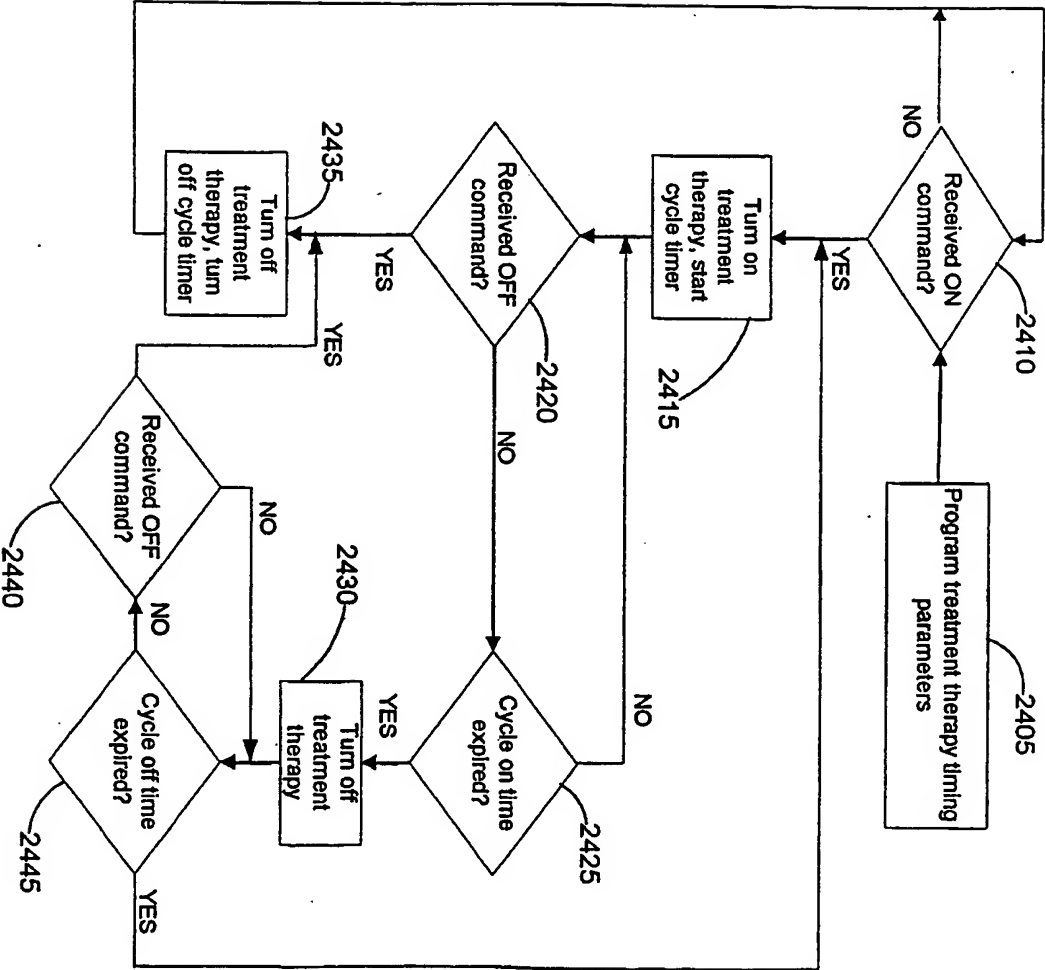 Program treatment therapy timing
parameters
2405
Received ON
command?
2410
NO
YES
Turn on
treatment
therapy, start
cycle timer
2415
Received OFF
command?
2420
NO
YES
Cycle on time
expired?
2425
NO
YES
Turn off
treatment
therapy
2430
Turn off
treatment
therapy, turn
off cycle timer
2435
Received OFF
command?
2440
NO
YES
Cycle off time
expired?
2445
NO
YES